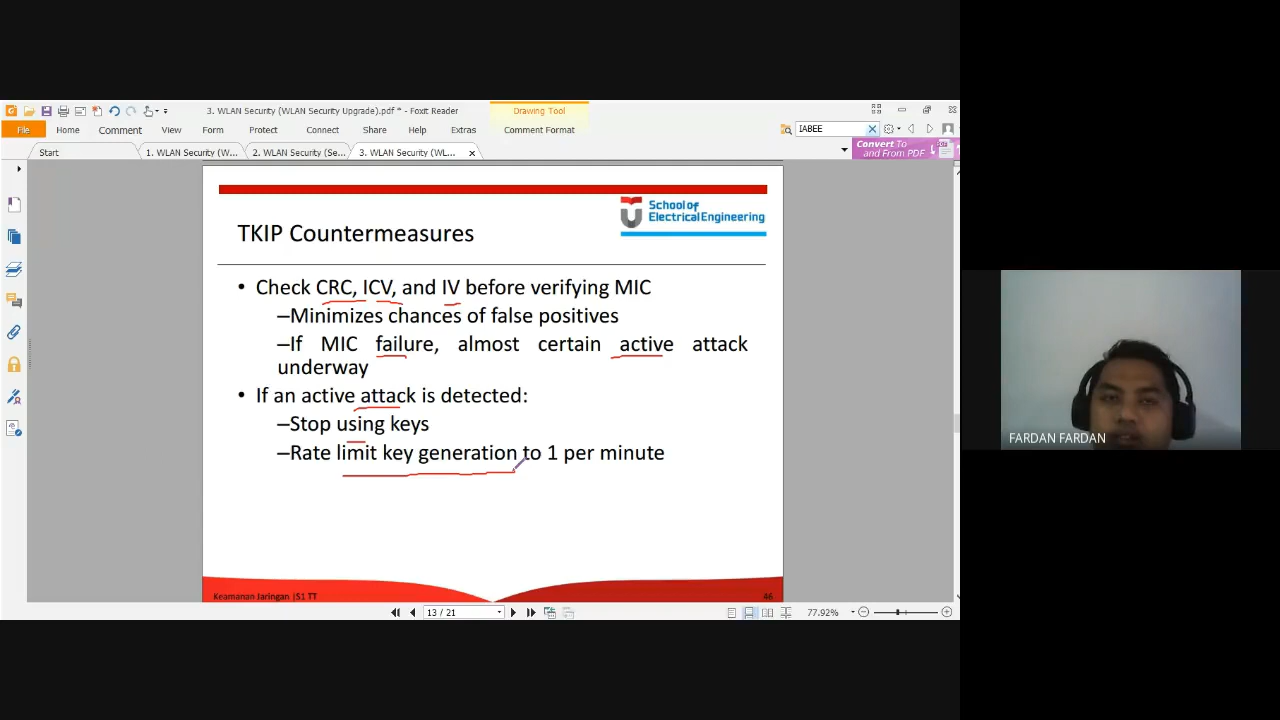 3. WLAN Security (WLAN Security Upgrade).pdf * - Foxit Reader
Drawing Tool
File Home Comment View Form Protect Connect Share Help Extras Comment Format
IABEE
Start 1. WLAN Security (W... 2. WLAN Security (Se... 3. WLAN Security (WL...
Convert To
and From PDF
School of
Electrical Engineering
TKIP Countermeasures
• Check CRC, ICV, and IV before verifying MIC
–Minimizes chances of false positives
–If MIC failure, almost certain active attack
underway
• If an active attack is detected:
–Stop using keys
–Rate limit key generation to 1 per minute
Keamanan Jaringan |S1 TT
46
13 / 21
77.92%
FARDAN FARDAN